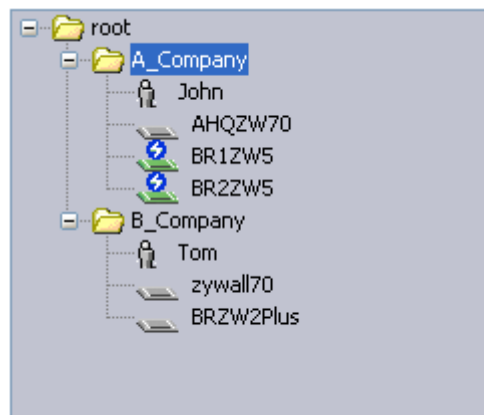 root
A_Company
John
AHQZW70
BR1ZW5
BR2ZW5
B_Company
Tom
zywall70
BRZW2Plus